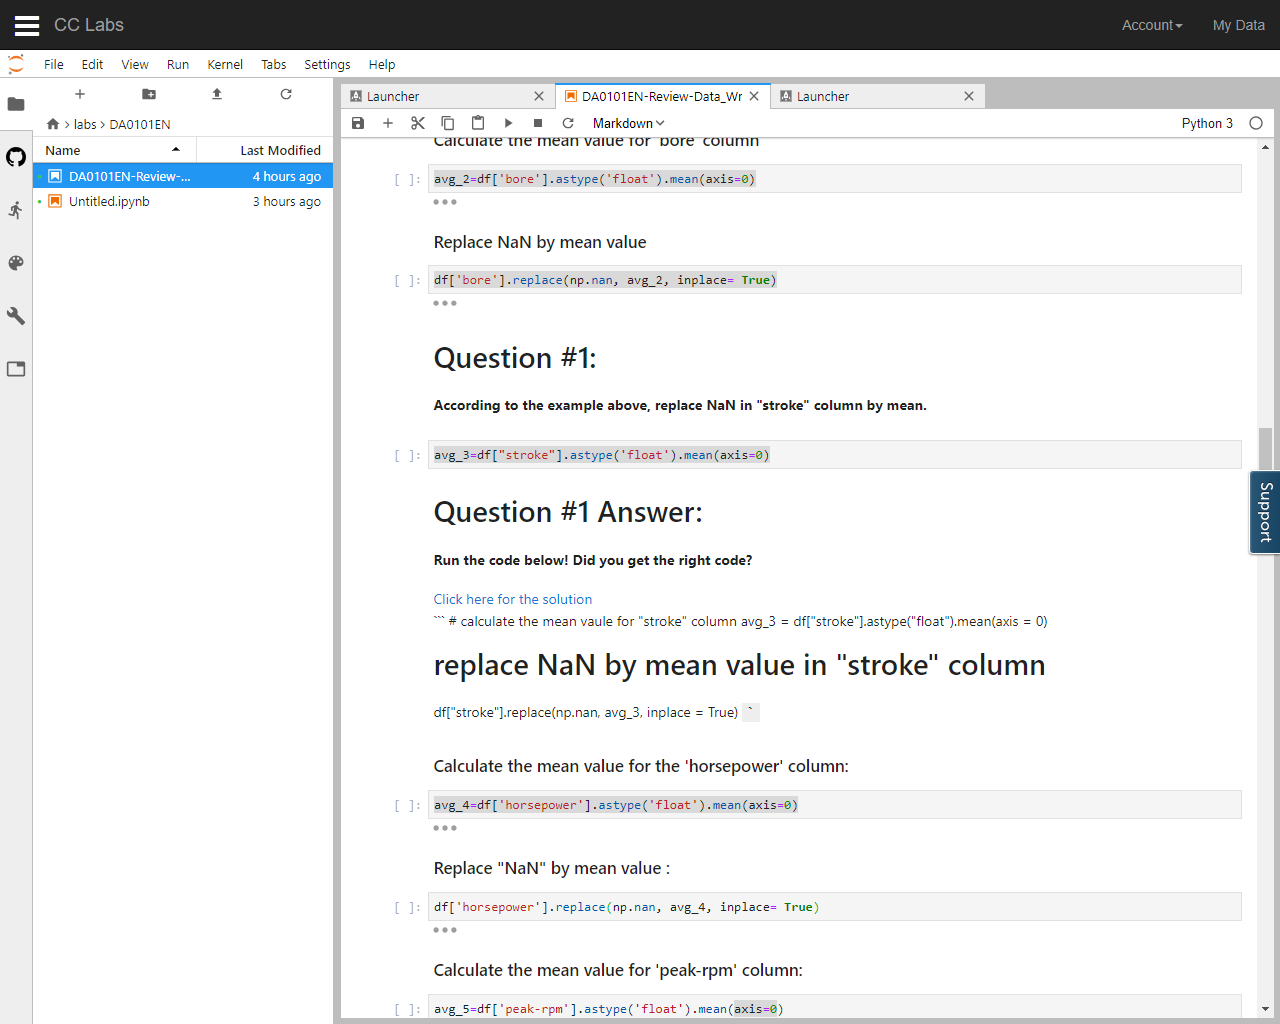 CC Labs
Account
My Data
File Edit View Run Kernel Tabs Settings Help
Launcher
DA0101EN-Review-Data_Wr
Launcher
Markdown
Python 3
labs > DA0101EN
Name
Last Modified
DA0101EN-Review-... 4 hours ago
Untitled.ipynb 3 hours ago
Calculate the mean value for 'bore' column
[ ]: avg_2=df['bore'].astype('float').mean(axis=0)
Replace NaN by mean value
[ ]: df['bore'].replace(np.nan, avg_2, inplace= True)
Question #1:
According to the example above, replace NaN in "stroke" column by mean.
[ ]: avg_3=df["stroke"].astype('float').mean(axis=0)
Question #1 Answer:
Run the code below! Did you get the right code?
Click here for the solution
``` # calculate the mean vaule for "stroke" column avg_3 = df["stroke"].astype("float").mean(axis = 0)
replace NaN by mean value in "stroke" column
df["stroke"].replace(np.nan, avg_3, inplace = True) `
Calculate the mean value for the 'horsepower' column:
[ ]: avg_4=df['horsepower'].astype('float').mean(axis=0)
Replace "NaN" by mean value :
[ ]: df['horsepower'].replace(np.nan, avg_4, inplace= True)
Calculate the mean value for 'peak-rpm' column:
[ ]: avg_5=df['peak-rpm'].astype('float').mean(axis=0)
Support